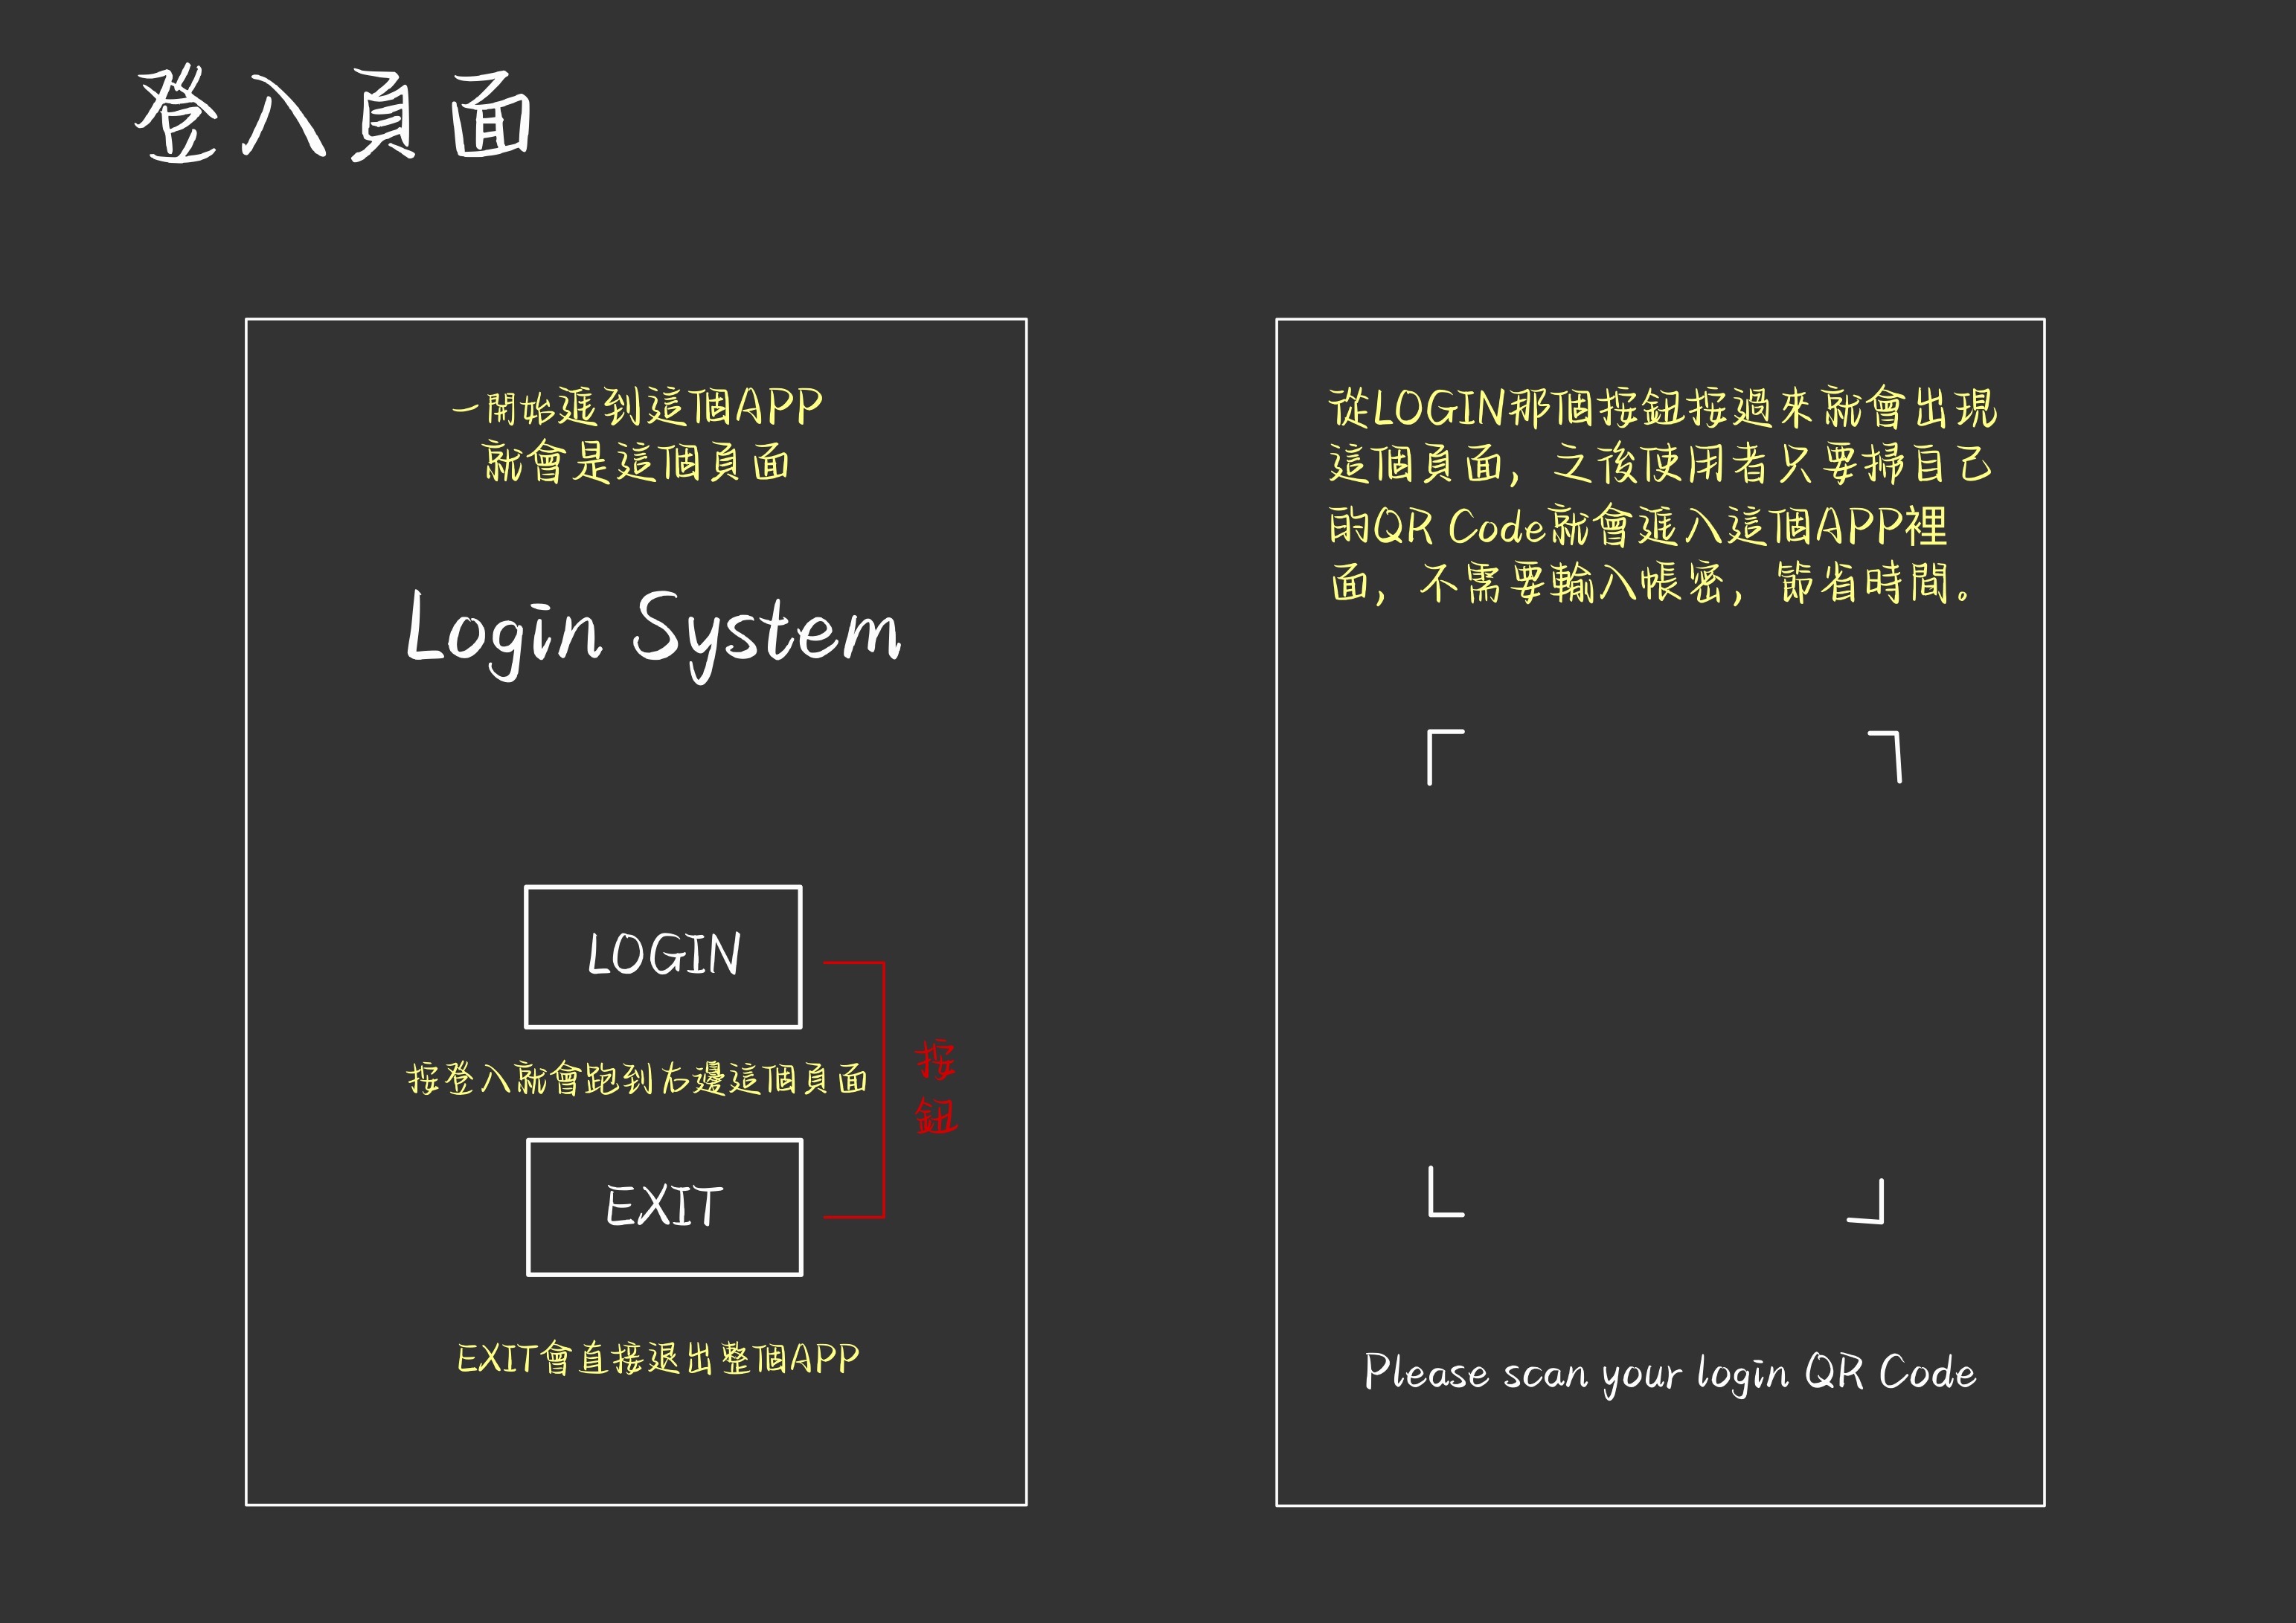 登入頁面
一開始進到這個APP
就會是這個頁面
Login System
LOGIN
按登入就會跑到右邊這個頁面
按
鈕
EXIT
EXIT會直接退出整個APP
從LOGIN那個按鈕按過來就會出現
這個頁面，之後使用者只要掃自己
的QR Code就會進入這個APP裡
面，不需要輸入帳密，節省時間。
Please scan your login QR Code